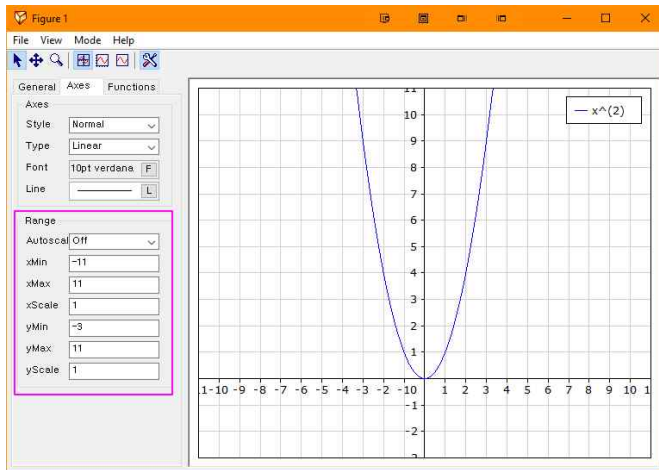 Figure 1
File View Mode Help
General Axes Functions
Axes
Style Normal
Type Linear
Font 10pt verdana F
Line L
Range
Autoscal Off
xMin -11
xMax 11
xScale 1
yMin -3
yMax 11
yScale 1
x^(2)
11
10
9
8
7
6
5
4
3
2
1
.1-10 -9 -8 -7 -6 -5 -4 -3 -2 -10 1 2 3 4 5 6 7 8 9 10 1
-1
-2